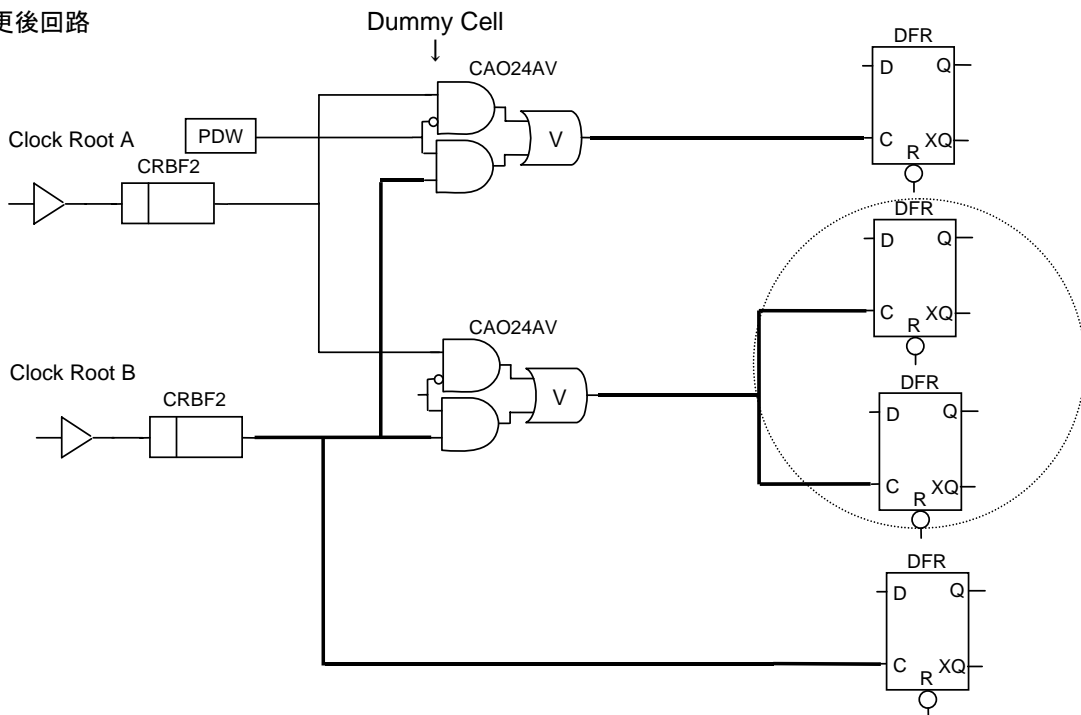 更後回路
Dummy Cell
↓
CAO24AV
Clock Root A
PDW
CRBF2
V
DFR
D Q
C XQ
R
DFR
D Q
C XQ
R
CAO24AV
Clock Root B
CRBF2
V
DFR
D Q
C XQ
R
DFR
D Q
C XQ
R